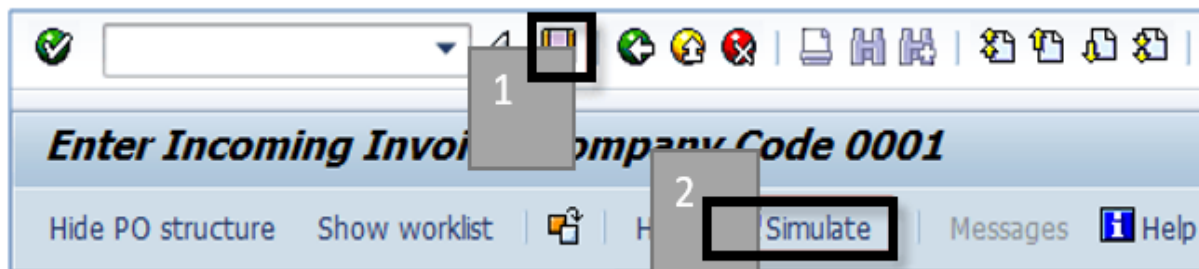 1
Enter Incoming Invoi ompany Code 0001
2
Hide PO structure Show worklist H Simulate Messages Help